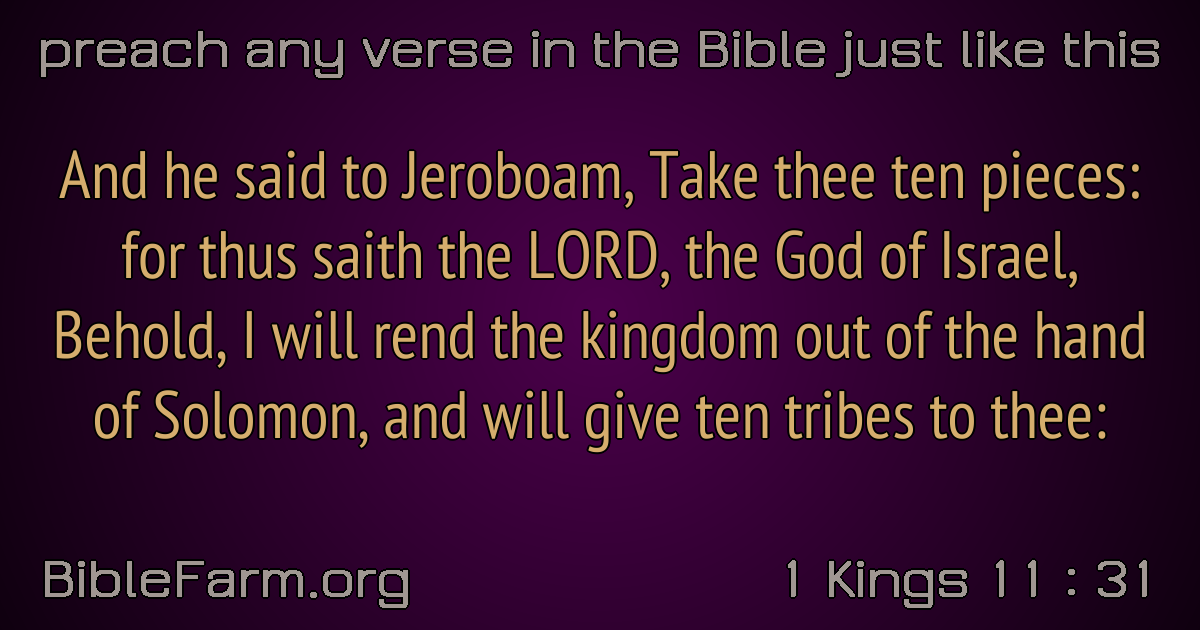 preach any verse in the Bible just like this
And he said to Jeroboam, Take thee ten pieces:
for thus saith the LORD, the God of Israel,
Behold, I will rend the kingdom out of the hand
of Solomon, and will give ten tribes to thee:
BibleFarm.org
1 Kings 11 : 31